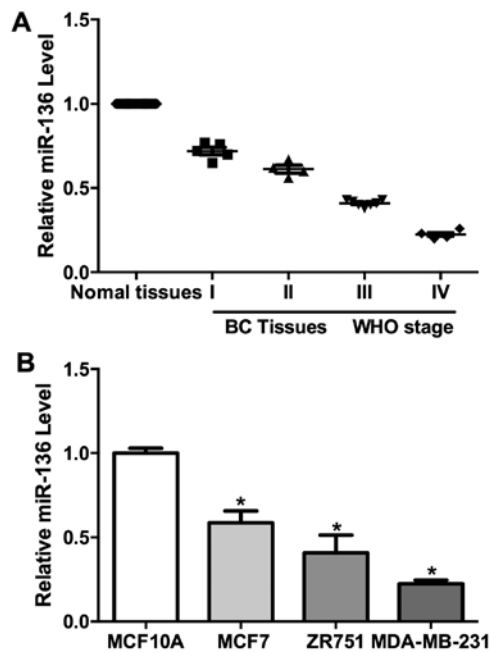 A
Relative miR-136 Level
1.5
1.0
0.5
0.0
Nomal tissues I II III IV
BC Tissues WHO stage
B
Relative miR-136 Level
1.5
1.0
0.5
0.0
* * *
MCF10A MCF7 ZR751 MDA-MB-231